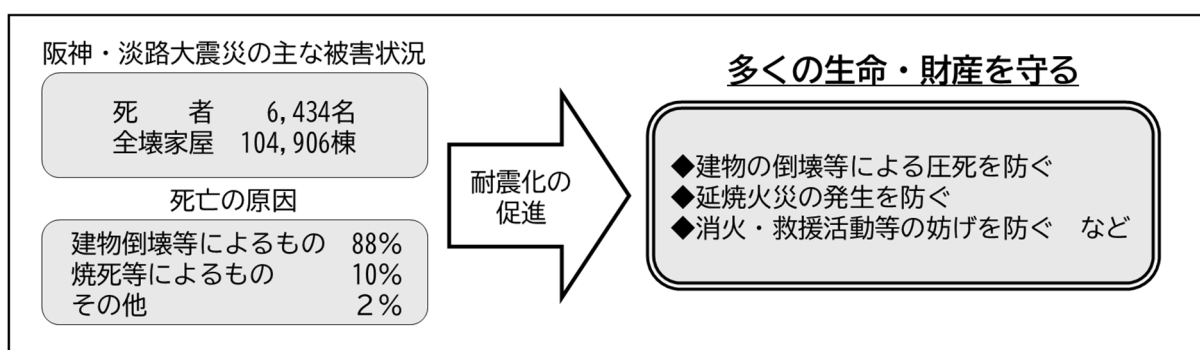 阪神・淡路大震災の主な被害状況
死　　者　　6,434名
全壊家屋　104,906棟
死亡の原因
建物倒壊等によるもの　88%
焼死等によるもの　　　10%
その他　　　　　　　　２％
耐震化の
促進
多くの生命・財産を守る
◆建物の倒壊等による圧死を防ぐ
◆延焼火災の発生を防ぐ
◆消火・救援活動等の妨げを防ぐ　など